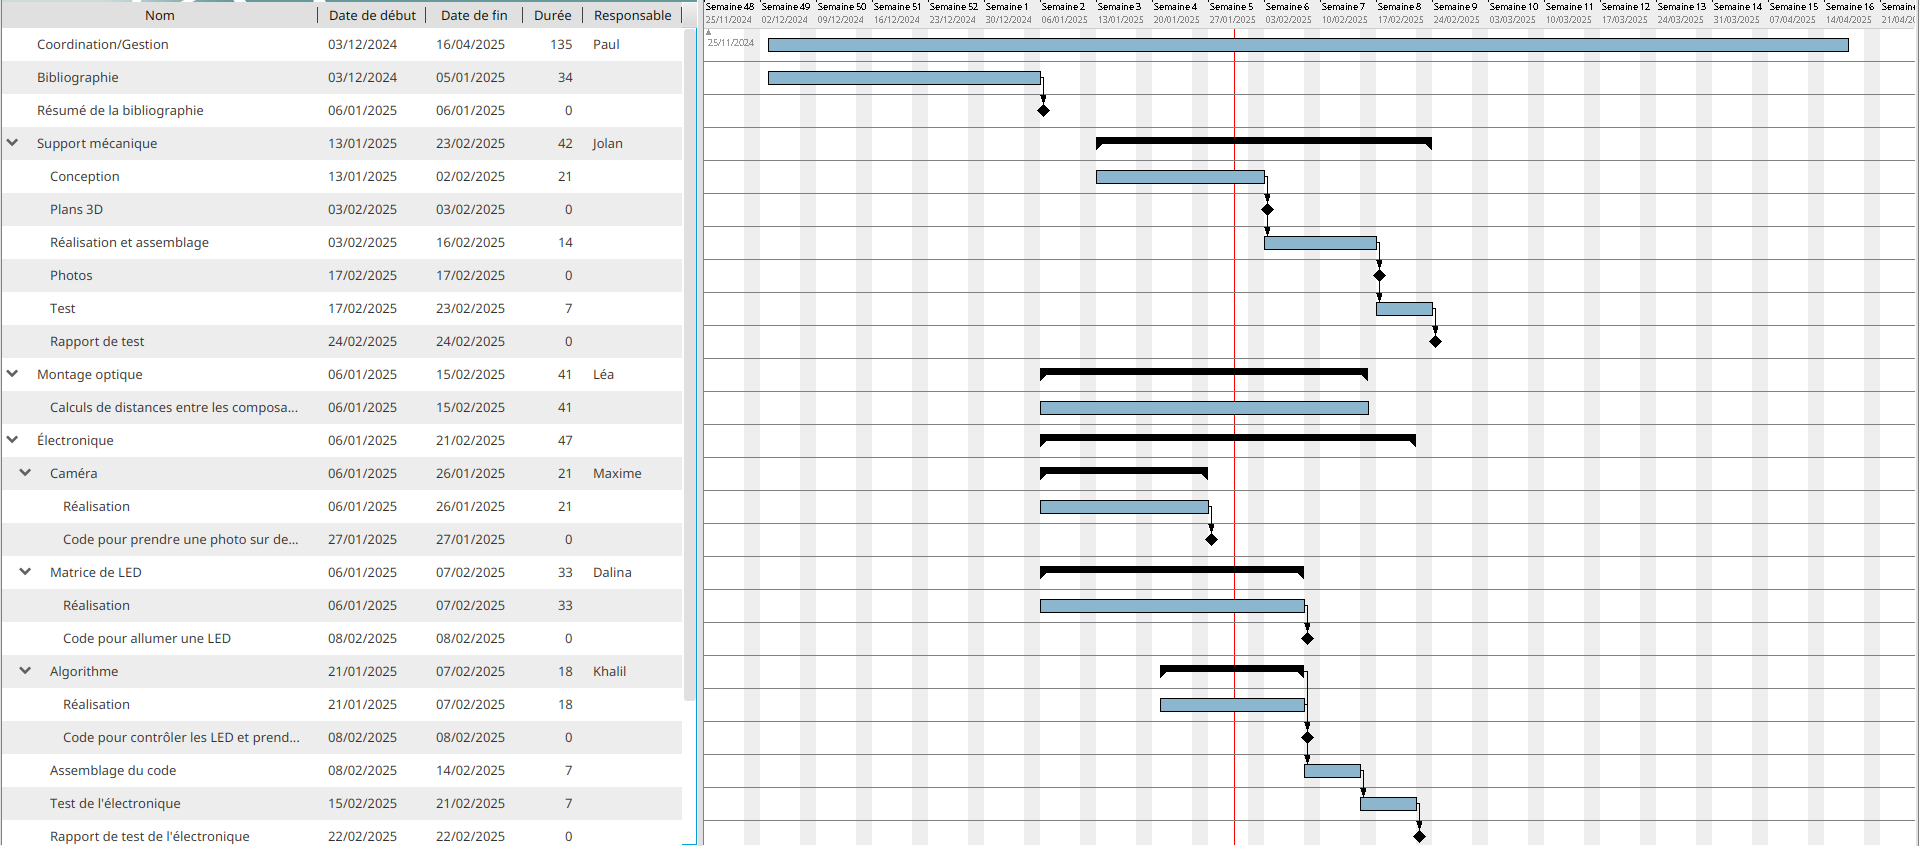 Nom Date de début Date de fin Durée Responsable
Semaine 48 Semaine 49 Semaine 50 Semaine 51 Semaine 52 Semaine 1 Semaine 2 Semaine 3 Semaine 4 Semaine 5 Semaine 6 Semaine 7 Semaine 8 Semaine 9 Semaine 10 Semaine 11 Semaine 12 Semaine 13 Semaine 14 Semaine 15 Semaine 16 Semaine
25/11/2024 02/12/2024 09/12/2024 16/12/2024 23/12/2024 30/12/2024 06/01/2025 13/01/2025 20/01/2025 27/01/2025 03/02/2025 10/02/2025 17/02/2025 24/02/2025 03/03/2025 10/03/2025 17/03/2025 24/03/2025 31/03/2025 07/04/2025 14/04/2025 21/04/
25/11/2024
Coordination/Gestion 03/12/2024 16/04/2025 135 Paul
Bibliographie 03/12/2024 05/01/2025 34
Résumé de la bibliographie 06/01/2025 06/01/2025 0
Support mécanique 13/01/2025 23/02/2025 42 Jolan
Conception 13/01/2025 02/02/2025 21
Plans 3D 03/02/2025 03/02/2025 0
Réalisation et assemblage 03/02/2025 16/02/2025 14
Photos 17/02/2025 17/02/2025 0
Test 17/02/2025 23/02/2025 7
Rapport de test 24/02/2025 24/02/2025 0
Montage optique 06/01/2025 15/02/2025 41 Léa
Calculs de distances entre les composa... 06/01/2025 15/02/2025 41
Électronique 06/01/2025 21/02/2025 47
Caméra 06/01/2025 26/01/2025 21 Maxime
Réalisation 06/01/2025 26/01/2025 21
Code pour prendre une photo sur de... 27/01/2025 27/01/2025 0
Matrice de LED 06/01/2025 07/02/2025 33 Dalina
Réalisation 06/01/2025 07/02/2025 33
Code pour allumer une LED 08/02/2025 08/02/2025 0
Algorithme 21/01/2025 07/02/2025 18 Khalil
Réalisation 21/01/2025 07/02/2025 18
Code pour contrôler les LED et prend... 08/02/2025 08/02/2025 0
Assemblage du code 08/02/2025 14/02/2025 7
Test de l'électronique 15/02/2025 21/02/2025 7
Rapport de test de l'électronique 22/02/2025 22/02/2025 0